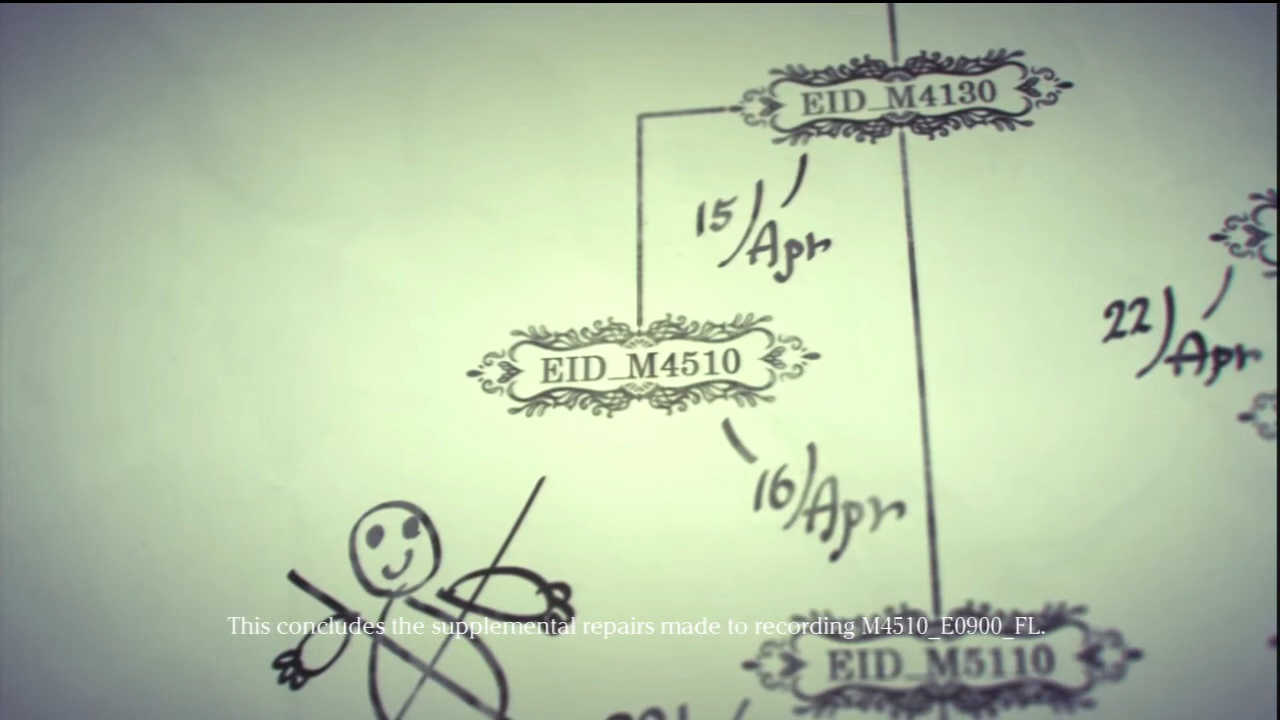 EID_M4130
15/Apr
22/Apr
EID_M4510
16/Apr
This concludes the supplemental repairs made to recording M4510_E0900_FL.
EID_M5110